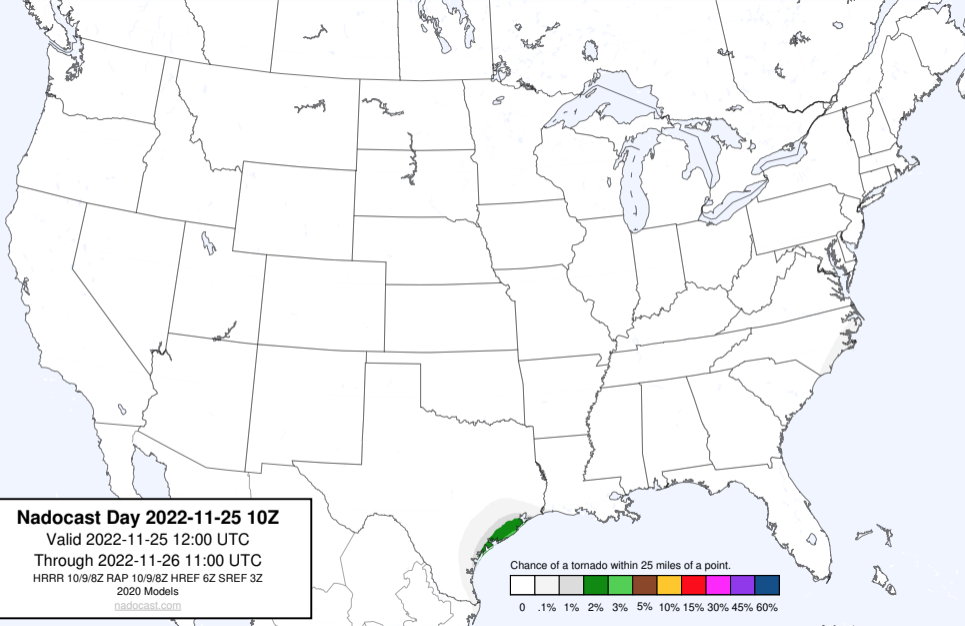 Nadocast Day 2022-11-25 10Z
Valid 2022-11-25 12:00 UTC
Through 2022-11-26 11:00 UTC
HRRR 10/9/8Z RAP 10/9/8Z HREF 6Z SREF 3Z
2020 Models
nadocast.com
Chance of a tornado within 25 miles of a point.
0 .1% 1% 2% 3% 5% 10% 15% 30% 45% 60%